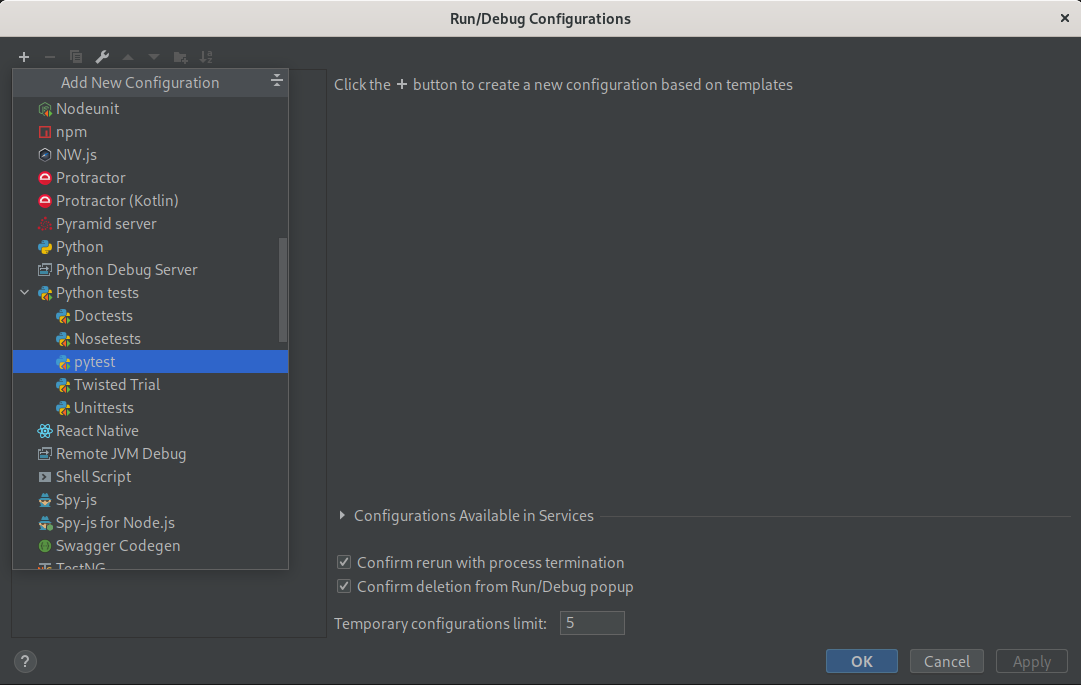 Run/Debug Configurations
Add New Configuration
Nodeunit
npm
NW.js
Protractor
Protractor (Kotlin)
Pyramid server
Python
Python Debug Server
Python tests
Doctests
Nosetests
pytest
Twisted Trial
Unittests
React Native
Remote JVM Debug
Shell Script
Spy-js
Spy-js for Node.js
Swagger Codegen
TestNG
Click the + button to create a new configuration based on templates
Configurations Available in Services
Confirm rerun with process termination
Confirm deletion from Run/Debug popup
Temporary configurations limit: 5
? OK Cancel Apply